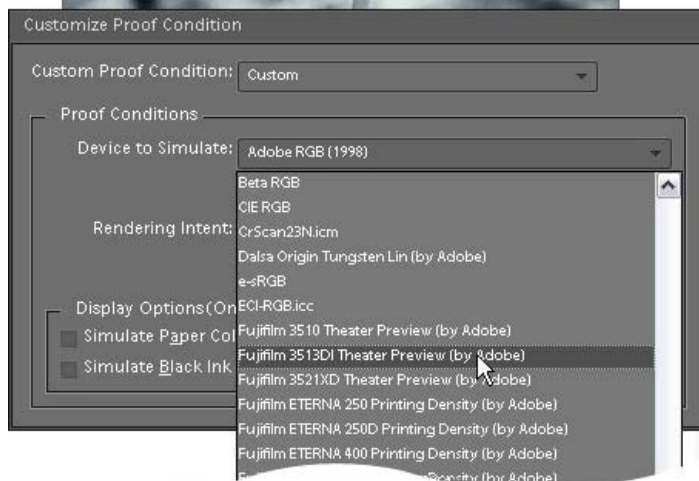 Customize Proof Condition
Custom Proof Condition: Custom
Proof Conditions
Device to Simulate: Adobe RGB (1998)
Beta RGB
CIE RGB
Rendering Intent:
CrScan23N.icm
Dalsa Origin Tungsten Lin (by Adobe)
e-sRGB
ECI-RGB.icc
Display Options(On
Fujifilm 3510 Theater Preview (by Adobe)
Simulate Paper Col
Fujifilm 3513DI Theater Preview (by Adobe)
Simulate Black Ink
Fujifilm 3521XD Theater Preview (by Adobe)
Fujifilm ETERNA 250 Printing Density (by Adobe)
Fujifilm ETERNA 250D Printing Density (by Adobe)
Fujifilm ETERNA 400 Printing Density (by Adobe)
Density (by Adobe)